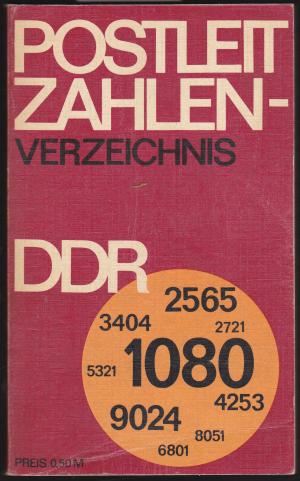 POSTLEIT
ZAHLEN-
VERZEICHNIS
DDR
2565
3404
2721
5321
1080
4253
9024
8051
6801
PREIS 0,50 M